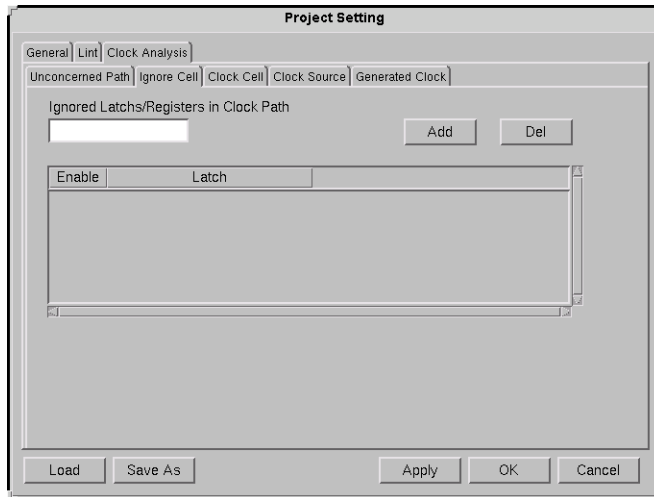 Project Setting
General Lint Clock Analysis
Unconcerned Path Ignore Cell Clock Cell Clock Source Generated Clock
Ignored Latchs/Registers in Clock Path
Add Del
Enable Latch
Load Save As Apply OK Cancel